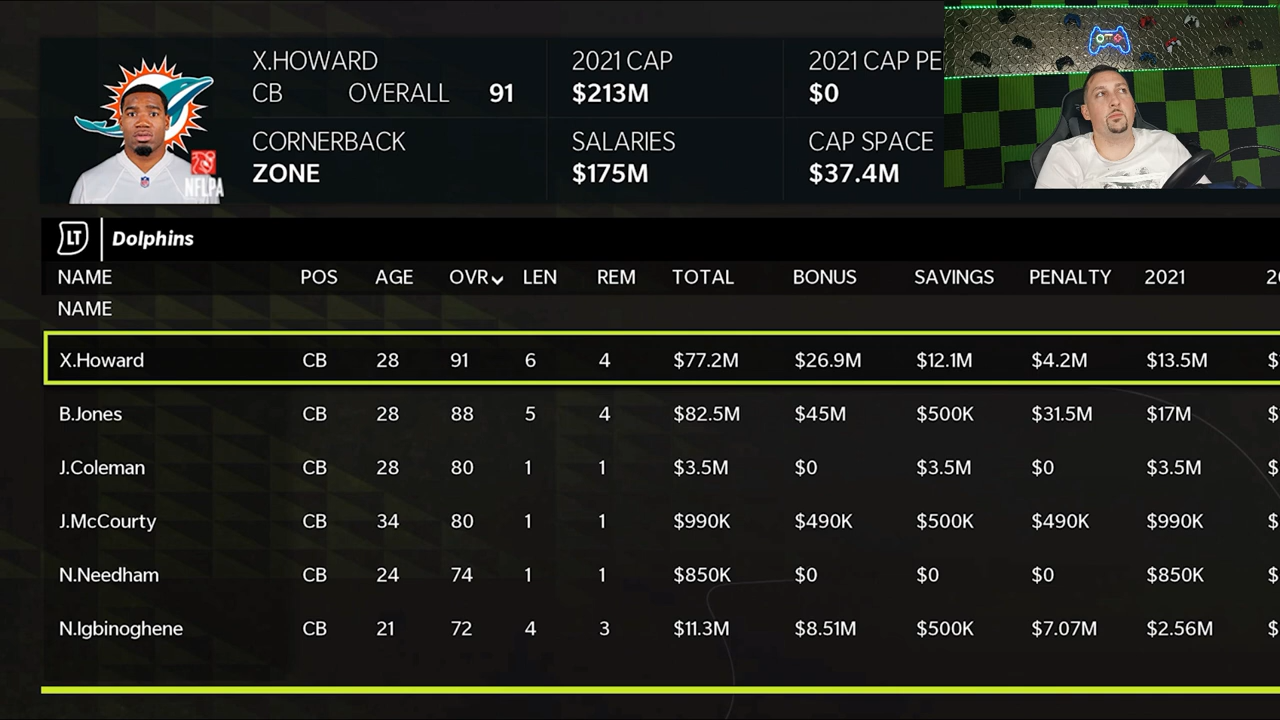 X.HOWARD
CB OVERALL 91
CORNERBACK
ZONE
2021 CAP
$213M
SALARIES
$175M
2021 CAP PE
$0
CAP SPACE
$37.4M
NFLPA
LT Dolphins
NAME POS AGE OVR LEN REM TOTAL BONUS SAVINGS PENALTY 2021 2
NAME
X.Howard CB 28 91 6 4 $77.2M $26.9M $12.1M $4.2M $13.5M $
B.Jones CB 28 88 5 4 $82.5M $45M $500K $31.5M $17M $
J.Coleman CB 28 80 1 1 $3.5M $0 $3.5M $0 $3.5M $
J.McCourty CB 34 80 1 1 $990K $490K $500K $490K $990K $
N.Needham CB 24 74 1 1 $850K $0 $0 $0 $850K $
N.Igbinoghene CB 21 72 4 3 $11.3M $8.51M $500K $7.07M $2.56M $